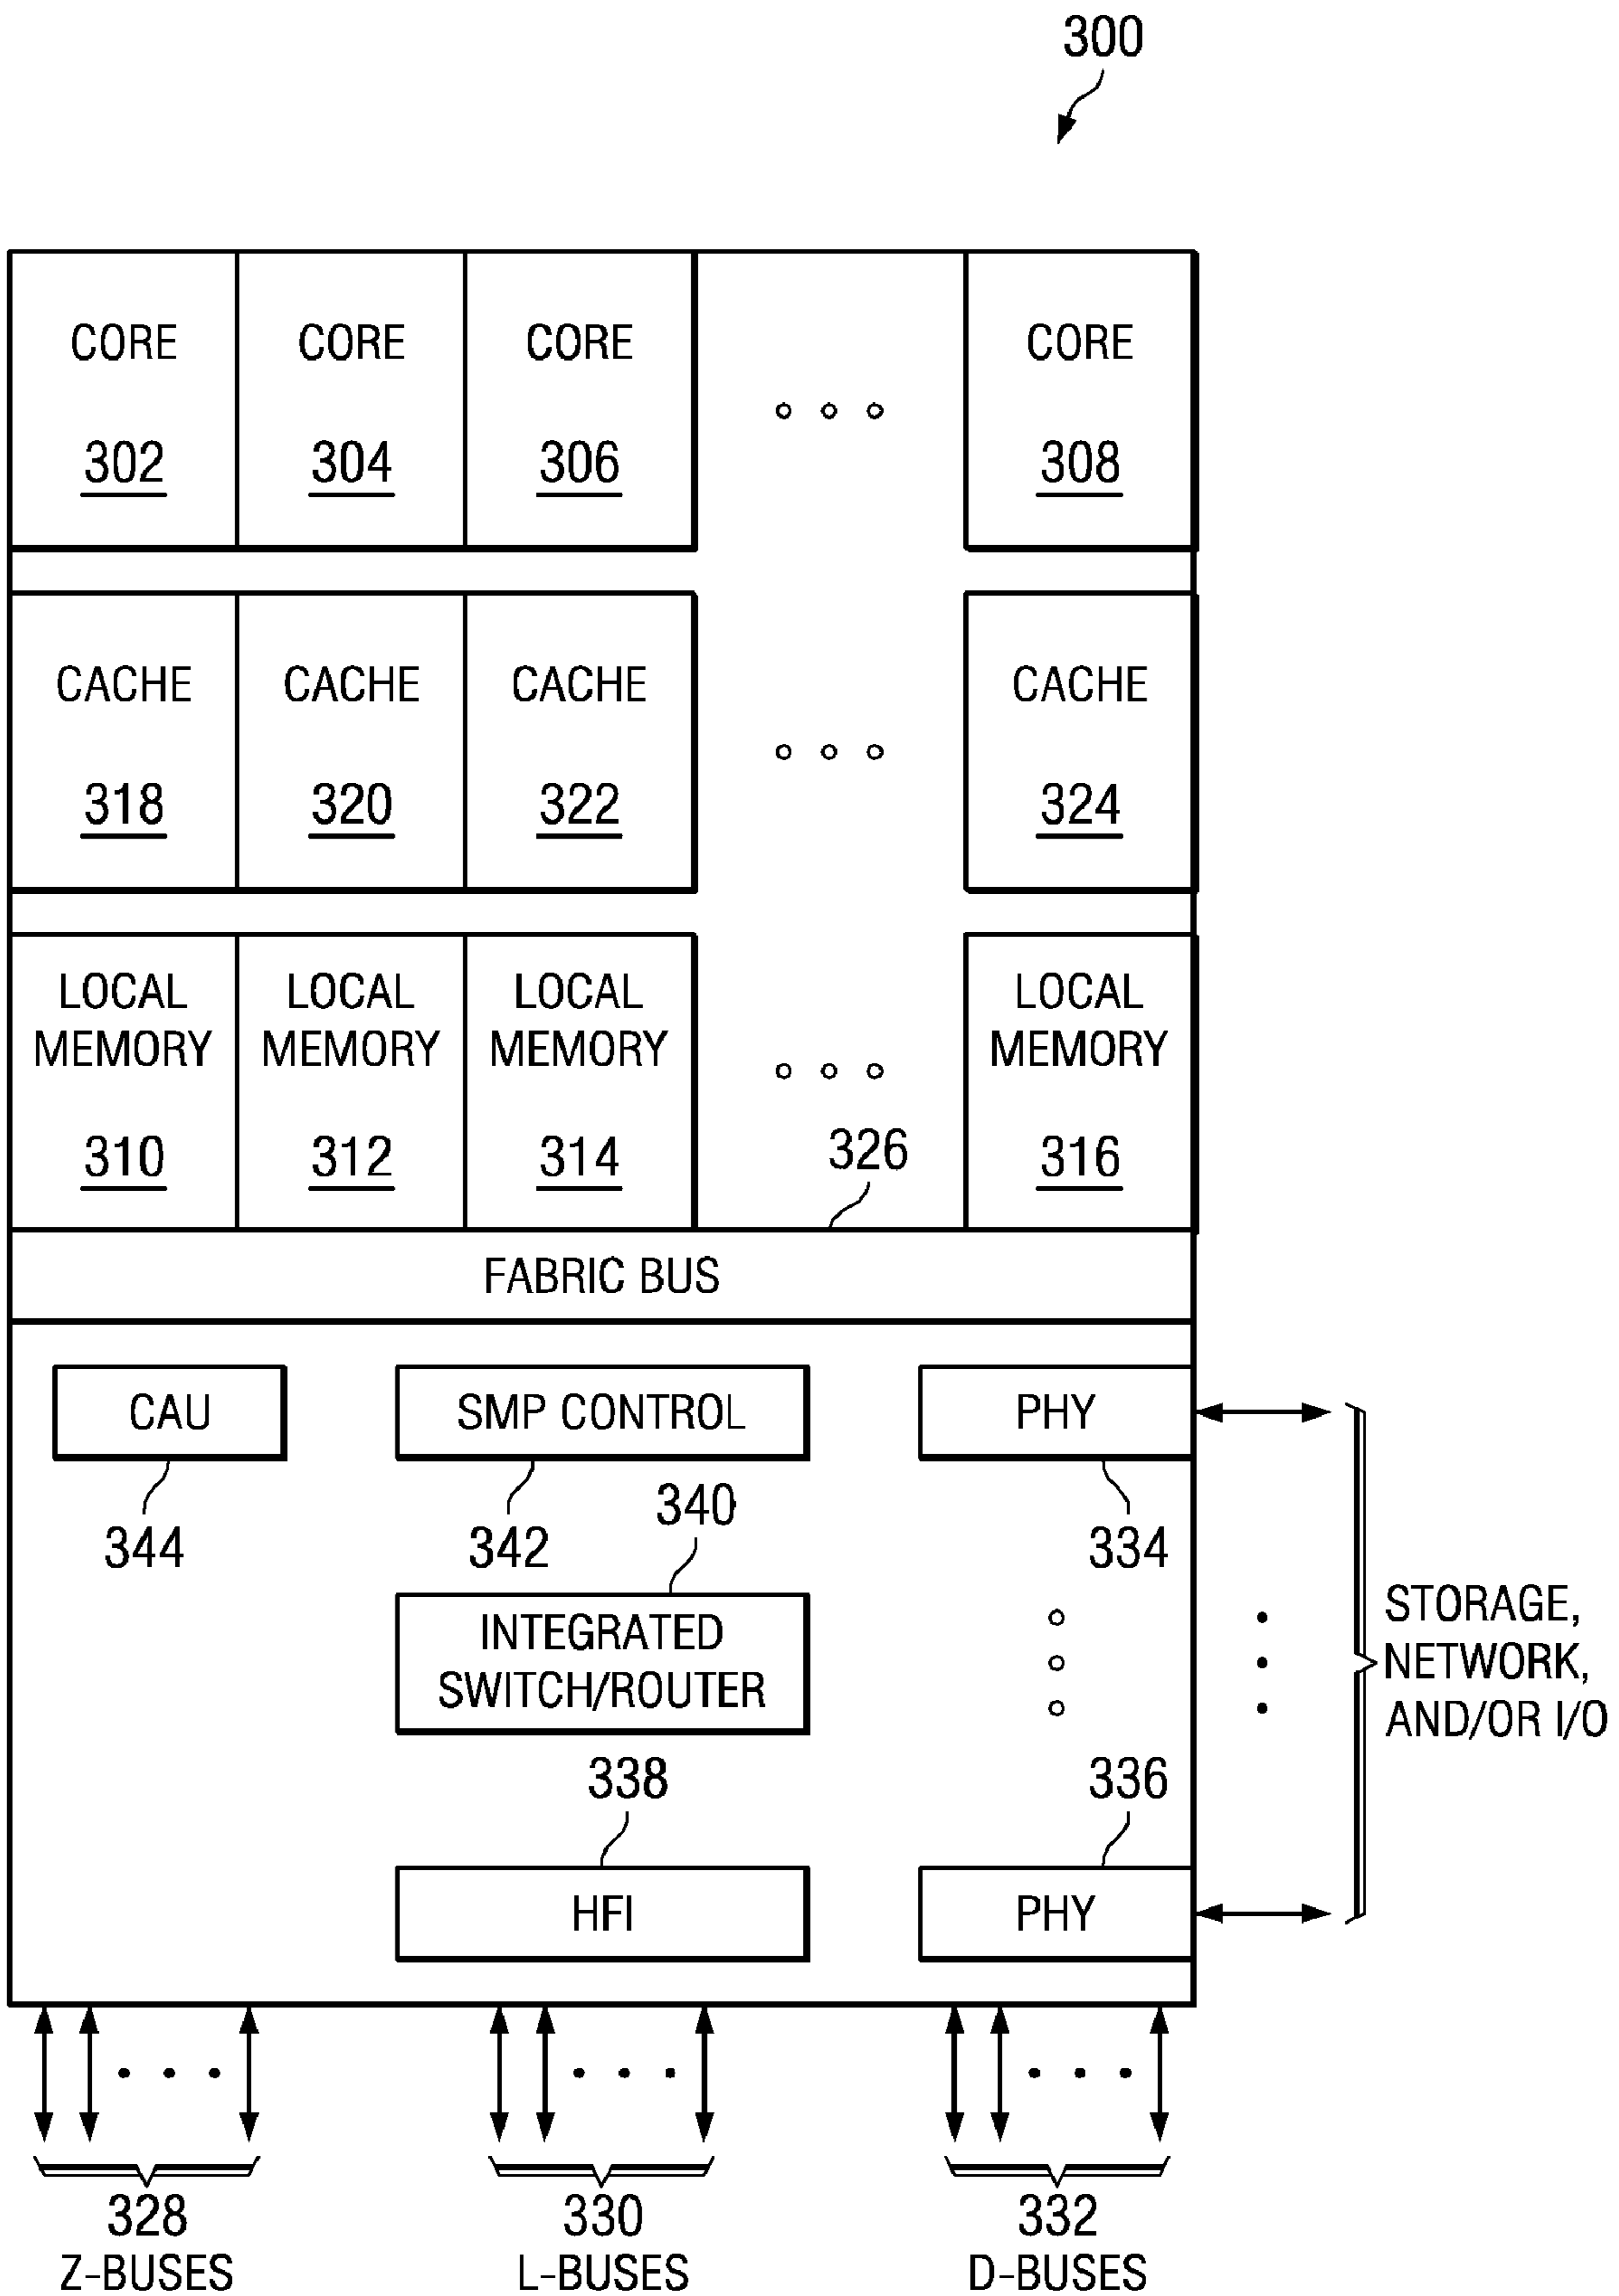 300
CORE CORE CORE CORE
302 304 306 308
CACHE CACHE CACHE CACHE
318 320 322 324
LOCAL LOCAL LOCAL LOCAL
MEMORY MEMORY MEMORY MEMORY
310 312 314 326 316
FABRIC BUS
CAU SMP CONTROL PHY
344 342 340 334
INTEGRATED
SWITCH/ROUTER
STORAGE,
NETWORK,
AND/OR I/O
338 336
HFI PHY
328 330 332
Z-BUSES L-BUSES D-BUSES